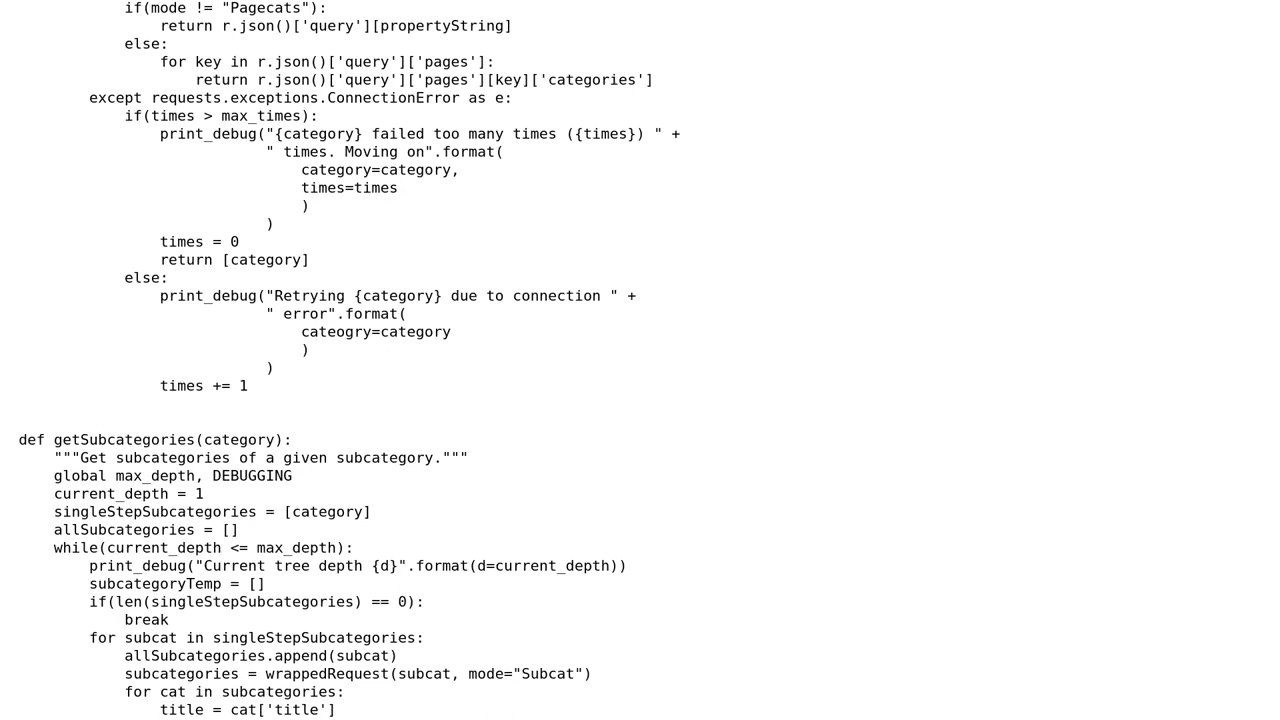 if(mode != "Pagecats"):
return r.json()['query'][propertyString]
else:
for key in r.json()['query']['pages']:
return r.json()['query']['pages'][key]['categories']
except requests.exceptions.ConnectionError as e:
if(times > max_times):
print_debug("{category} failed too many times ({times}) " +
" times. Moving on".format(
category=category,
times=times
)
)
times = 0
return [category]
else:
print_debug("Retrying {category} due to connection " +
" error".format(
cateogry=category
)
)
times += 1
def getSubcategories(category):
"""Get subcategories of a given subcategory."""
global max_depth, DEBUGGING
current_depth = 1
singleStepSubcategories = [category]
allSubcategories = []
while(current_depth <= max_depth):
print_debug("Current tree depth {d}".format(d=current_depth))
subcategoryTemp = []
if(len(singleStepSubcategories) == 0):
break
for subcat in singleStepSubcategories:
allSubcategories.append(subcat)
subcategories = wrappedRequest(subcat, mode="Subcat")
for cat in subcategories:
title = cat['title']